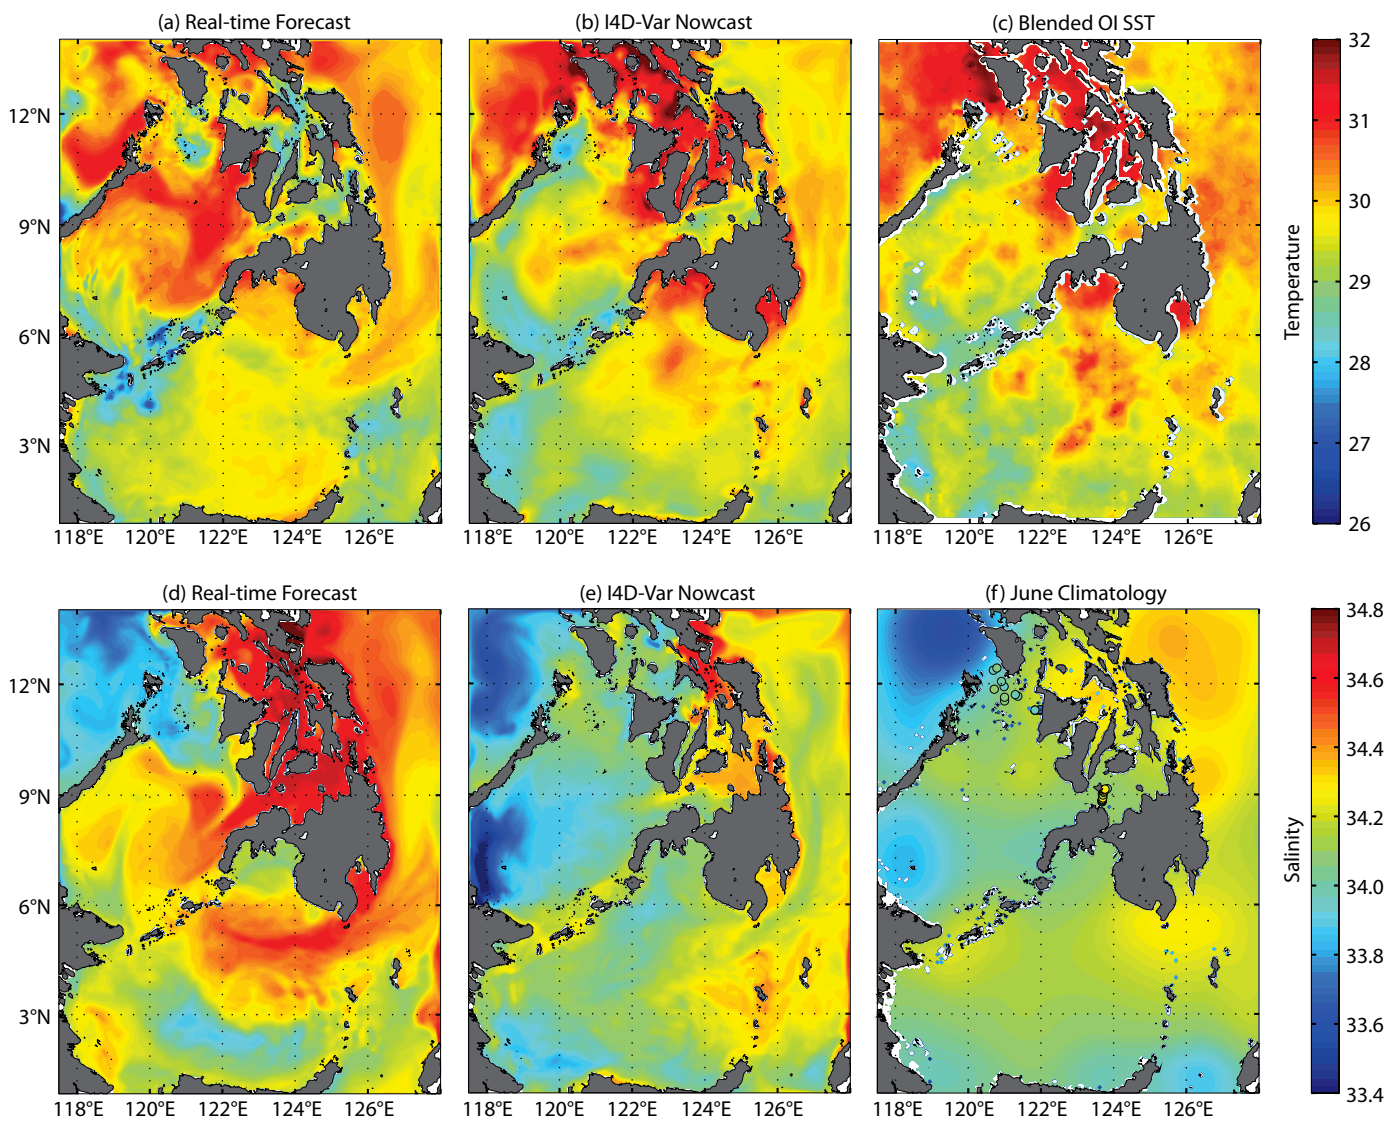 (a) Real-time Forecast
(b) I4D-Var Nowcast
(c) Blended OI SST
12°N
9°N
6°N
3°N
118°E 120°E 122°E 124°E 126°E
118°E 120°E 122°E 124°E 126°E
118°E 120°E 122°E 124°E 126°E
32
31
30
29
28
27
26
Temperature
(d) Real-time Forecast
(e) I4D-Var Nowcast
(f) June Climatology
12°N
9°N
6°N
3°N
118°E 120°E 122°E 124°E 126°E
118°E 120°E 122°E 124°E 126°E
118°E 120°E 122°E 124°E 126°E
34.8
34.6
34.4
34.2
34.0
33.8
33.6
33.4
Salinity